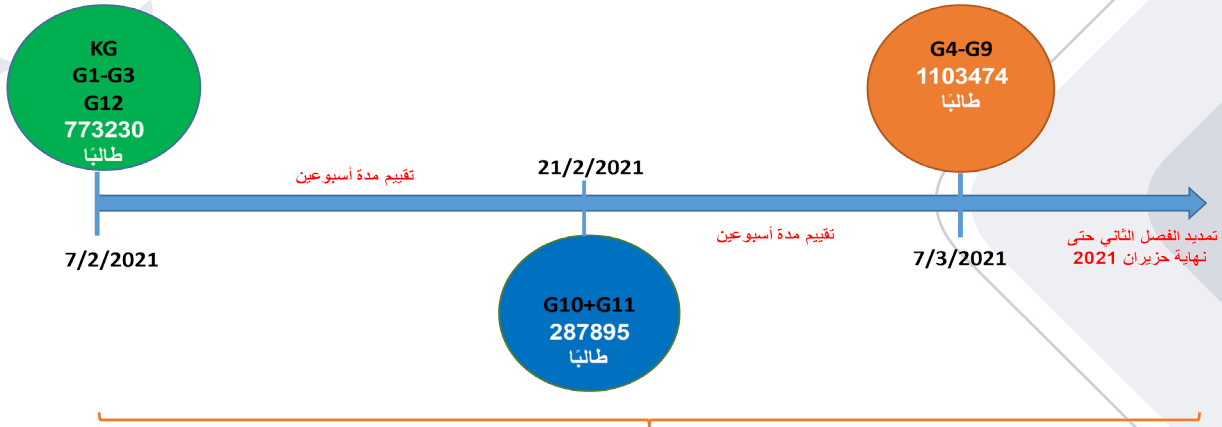 KG
G1-G3
G12
773230
طالبًا
7/2/2021
تقييم مدة أسبوعين
21/2/2021
G10+G11
287895
طالبًا
تقييم مدة أسبوعين
G4-G9
1103474
طالبًا
7/3/2021
تمديد الفصل الثاني حتى
نهاية حزيران 2021